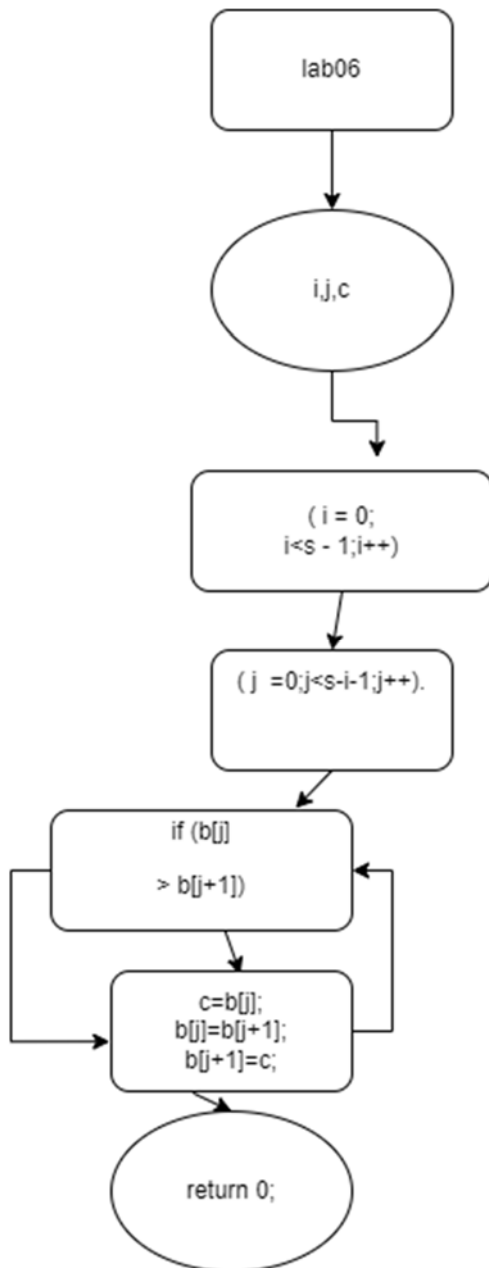 lab06
i,j,c
( i = 0;
i<s - 1;i++)
( j =0;j<s-i-1;j++).
if (b[j]
> b[j+1])
c=b[j];
b[j]=b[j+1];
b[j+1]=c;
return 0;